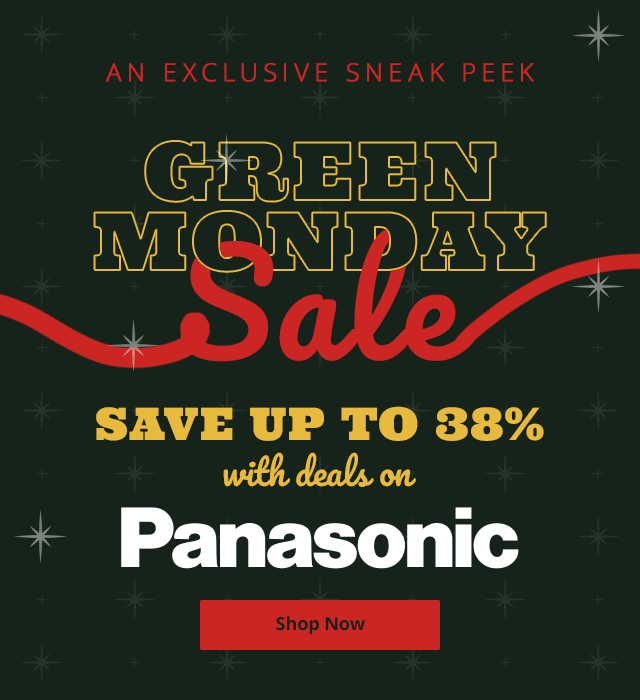 AN EXCLUSIVE SNEAK PEEK
GREEN
MONDAY
Sale
SAVE UP TO 38%
with deals on
Panasonic
Shop Now